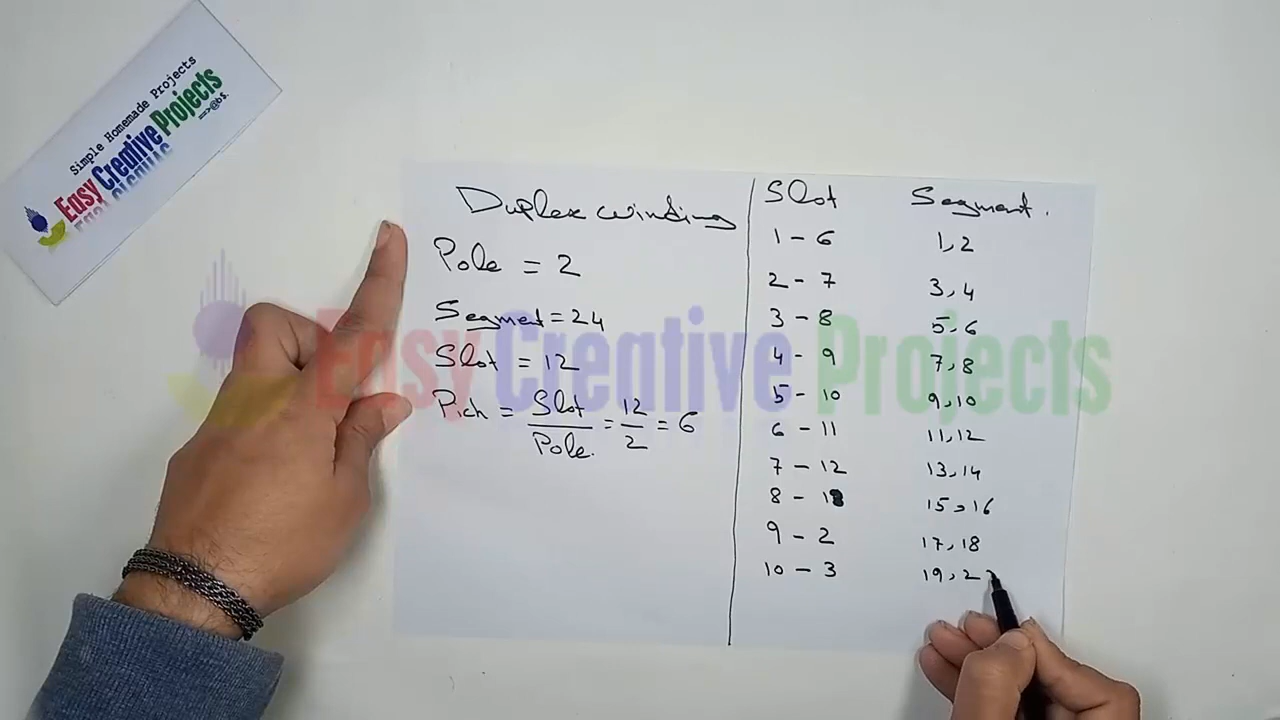 Simple Homemade Projects
Easy Creative Projects
==>@b$.
Duplex winding
Pole = 2
Segment = 24
Slot = 12
Pich = Slot / Pole. = 12 / 2 = 6
Slot Segment.
1 - 6 1, 2
2 - 7 3, 4
3 - 8 5, 6
4 - 9 7, 8
5 - 10 9, 10
6 - 11 11, 12
7 - 12 13, 14
8 - 1 15, 16
9 - 2 17, 18
10 - 3 19, 2
Easy Creative Projects